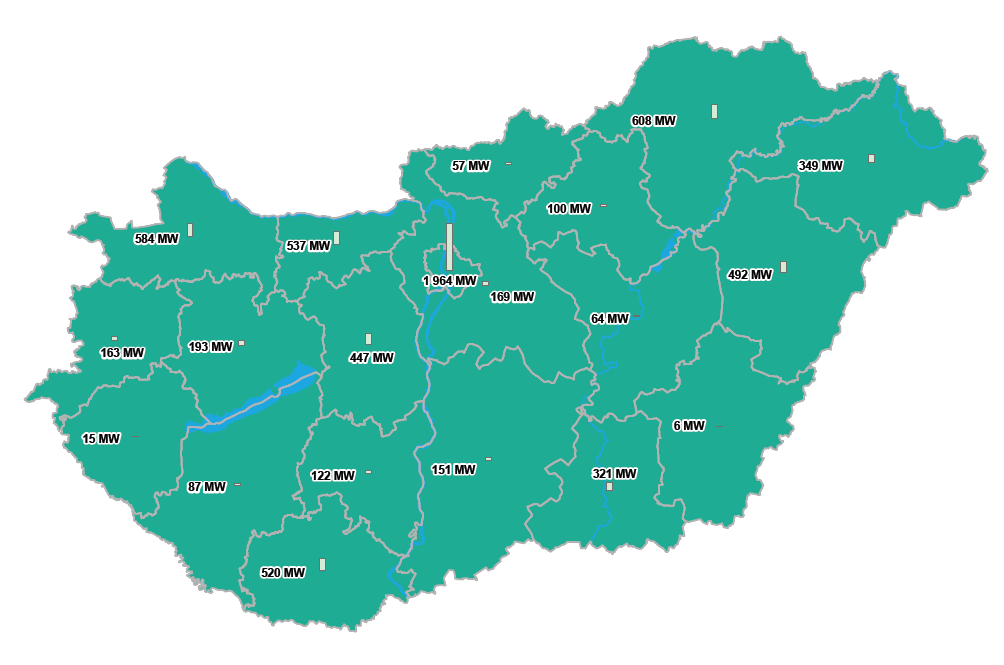 608 MW
57 MW
349 MW
100 MW
584 MW
537 MW
492 MW
1 964 MW
169 MW
64 MW
193 MW
163 MW
447 MW
6 MW
15 MW
151 MW
321 MW
122 MW
87 MW
520 MW